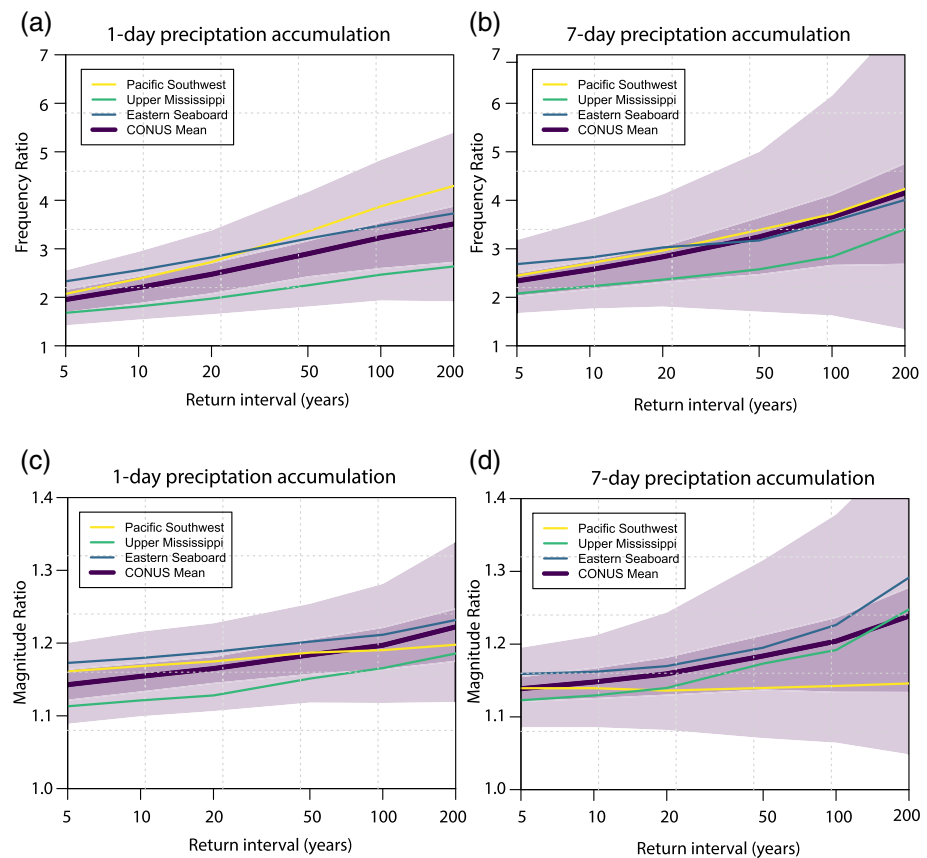 (a)
1-day preciptation accumulation
7
6
5
4
3
2
1
Frequency Ratio
Pacific Southwest
Upper Mississippi
Eastern Seaboard
CONUS Mean
5 10 20 50 100 200
Return interval (years)
(b)
7-day preciptation accumulation
7
6
5
4
3
2
1
Frequency Ratio
Pacific Southwest
Upper Mississippi
Eastern Seaboard
CONUS Mean
5 10 20 50 100 200
Return interval (years)
(c)
1-day preciptation accumulation
1.4
1.3
1.2
1.1
1.0
Magnitude Ratio
Pacific Southwest
Upper Mississippi
Eastern Seaboard
CONUS Mean
5 10 20 50 100 200
Return interval (years)
(d)
7-day preciptation accumulation
1.4
1.3
1.2
1.1
1.0
Magnitude Ratio
Pacific Southwest
Upper Mississippi
Eastern Seaboard
CONUS Mean
5 10 20 50 100 200
Return interval (years)